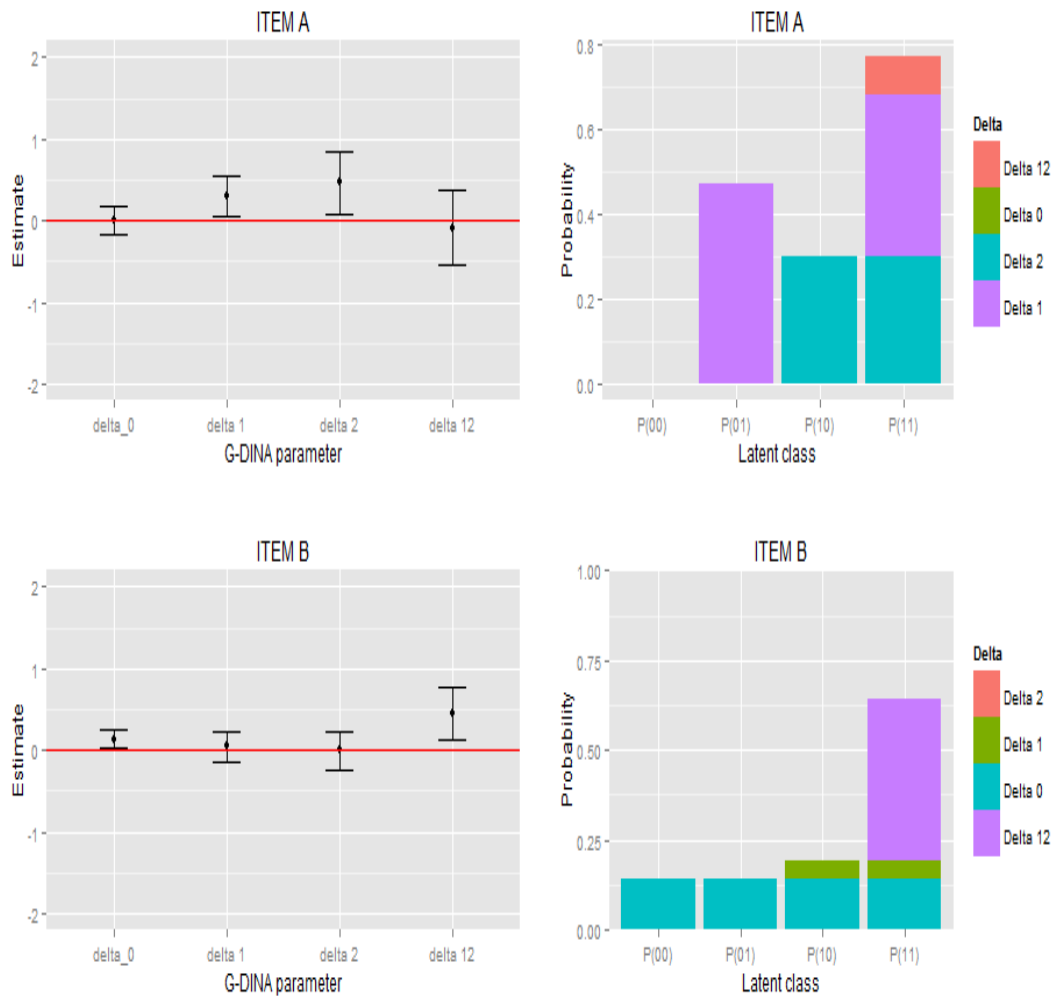 ITEM A
2
1
0
-1
-2
Estimate
delta_0 delta 1 delta 2 delta 12
G-DINA parameter
ITEM A
0.8
0.6
0.4
0.2
0.0
Probability
P(00) P(01) P(10) P(11)
Latent class
Delta
Delta 12
Delta 0
Delta 2
Delta 1
ITEM B
2
1
0
-1
-2
Estimate
delta_0 delta 1 delta 2 delta 12
G-DINA parameter
ITEM B
1.00
0.75
0.50
0.25
0.00
Probability
P(00) P(01) P(10) P(11)
Latent class
Delta
Delta 2
Delta 1
Delta 0
Delta 12